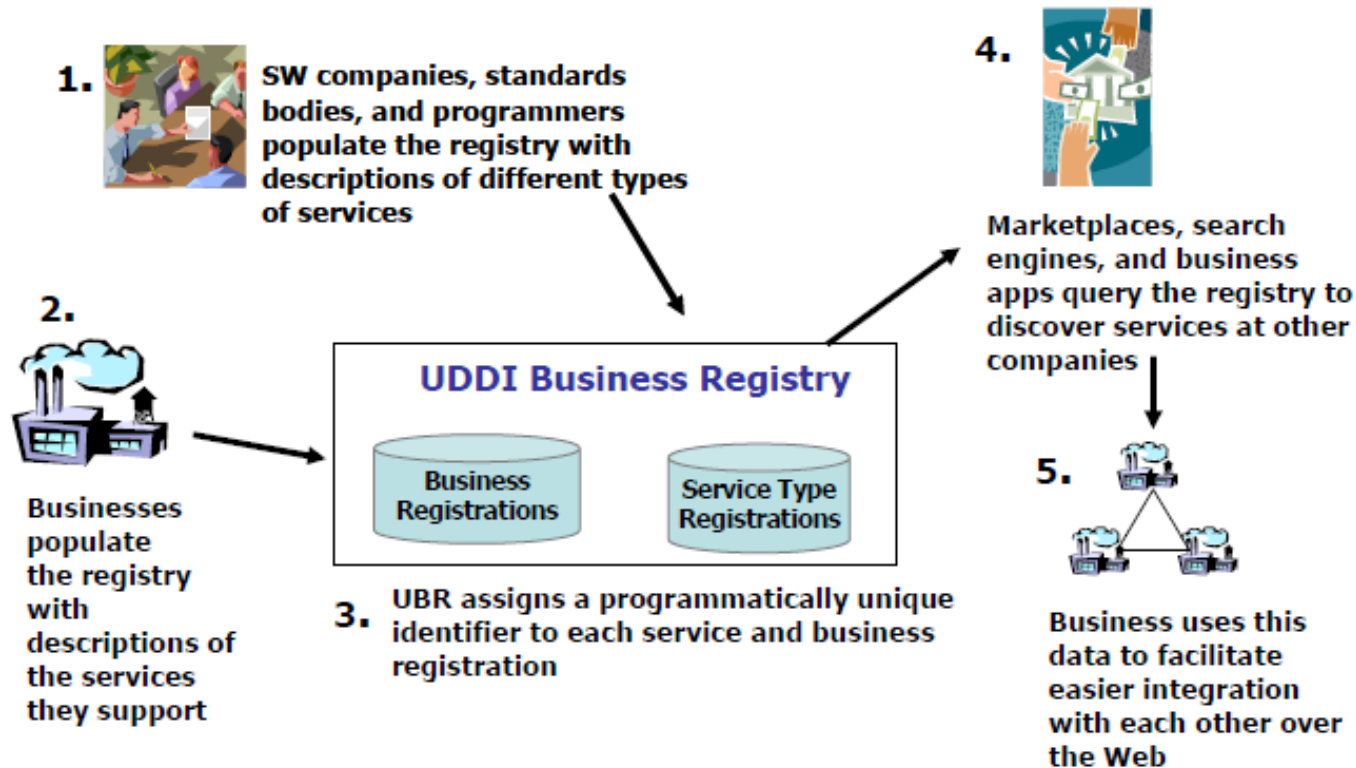 1.
SW companies, standards
bodies, and programmers
populate the registry with
descriptions of different types
of services
2.
Businesses
populate
the registry
with
descriptions of
the services
they support
UDDI Business Registry
Business
Registrations
Service Type
Registrations
3.
UBR assigns a programmatically unique
identifier to each service and business
registration
4.
Marketplaces, search
engines, and business
apps query the registry to
discover services at other
companies
5.
Business uses this
data to facilitate
easier integration
with each other over
the Web